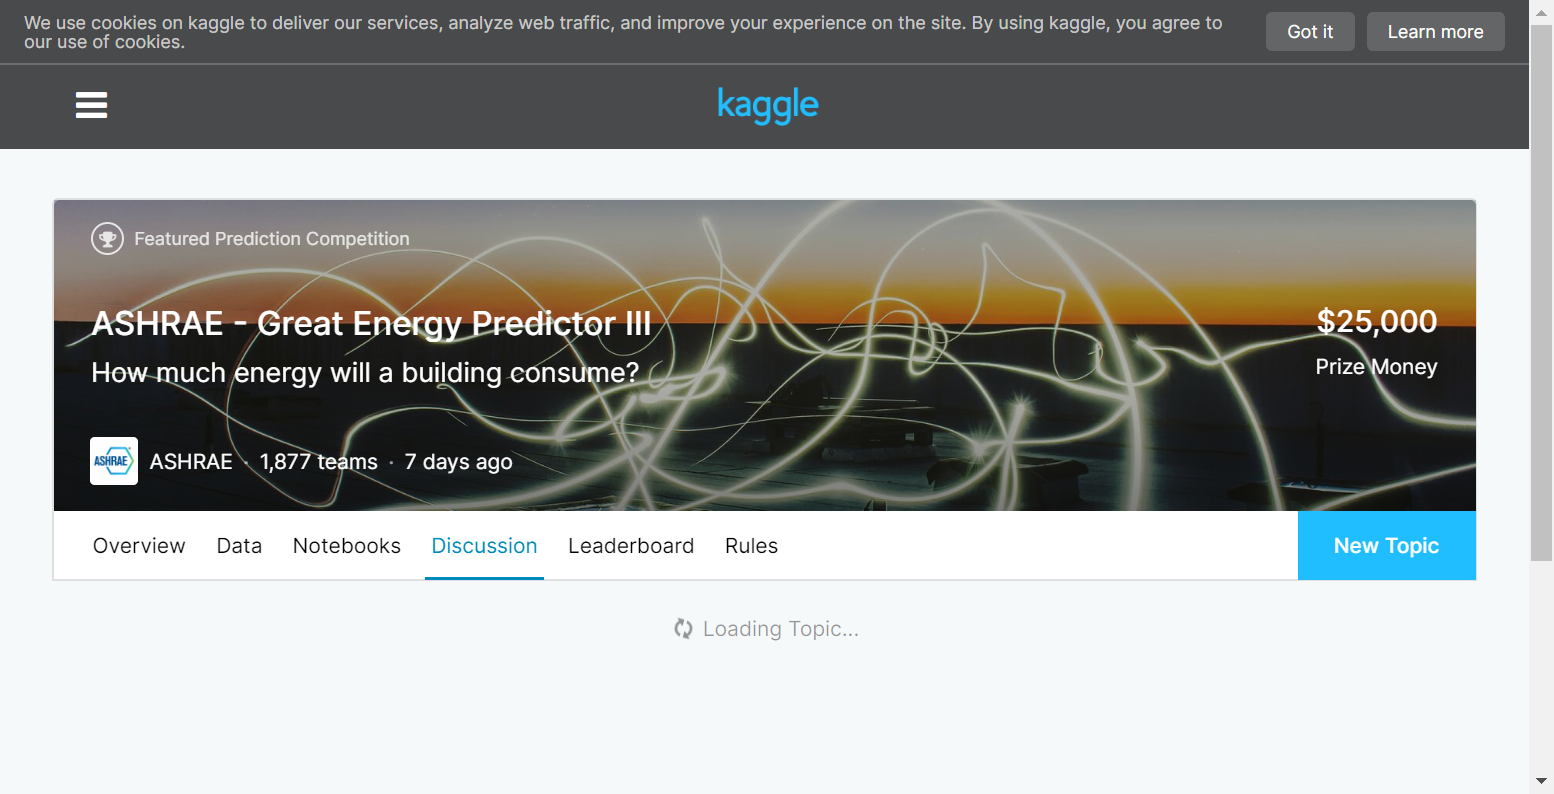 We use cookies on kaggle to deliver our services, analyze web traffic, and improve your experience on the site. By using kaggle, you agree to
our use of cookies.
Got it
Learn more
kaggle
Featured Prediction Competition
ASHRAE - Great Energy Predictor III
How much energy will a building consume?
$25,000
Prize Money
ASHRAE
ASHRAE · 1,877 teams · 7 days ago
Overview
Data
Notebooks
Discussion
Leaderboard
Rules
New Topic
Loading Topic...